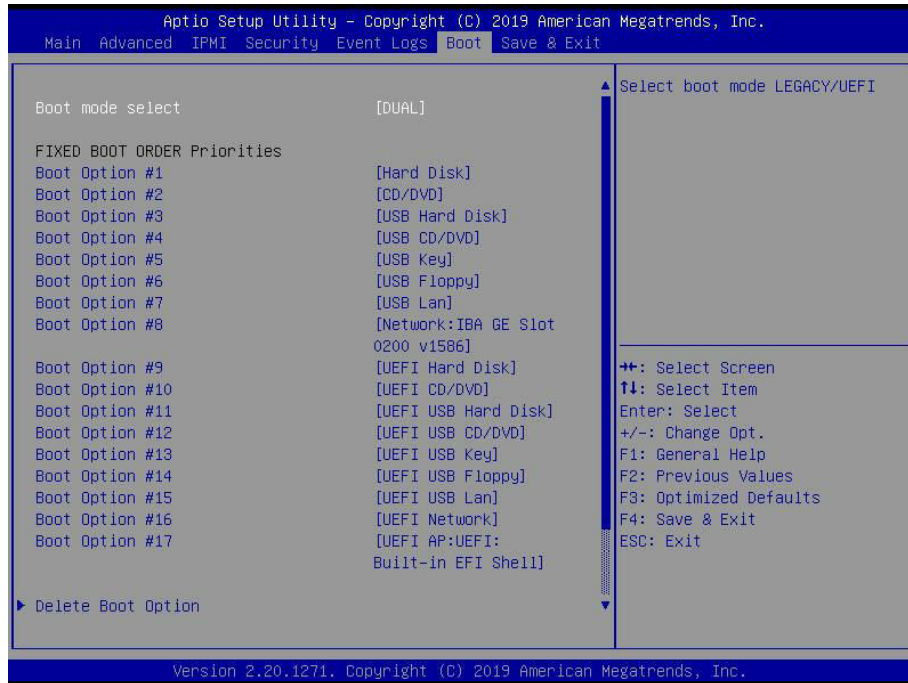 Aptio Setup Utility – Copyright (C) 2019 American Megatrends, Inc.
Main Advanced IPMI Security Event Logs Boot Save & Exit
Boot mode select [DUAL]
FIXED BOOT ORDER Priorities
Boot Option #1 [Hard Disk]
Boot Option #2 [CD/DVD]
Boot Option #3 [USB Hard Disk]
Boot Option #4 [USB CD/DVD]
Boot Option #5 [USB Key]
Boot Option #6 [USB Floppy]
Boot Option #7 [USB Lan]
Boot Option #8 [Network:IBA GE Slot
0200 v1586]
Boot Option #9 [UEFI Hard Disk]
Boot Option #10 [UEFI CD/DVD]
Boot Option #11 [UEFI USB Hard Disk]
Boot Option #12 [UEFI USB CD/DVD]
Boot Option #13 [UEFI USB Key]
Boot Option #14 [UEFI USB Floppy]
Boot Option #15 [UEFI USB Lan]
Boot Option #16 [UEFI Network]
Boot Option #17 [UEFI AP:UEFI:
Built-in EFI Shell]
Delete Boot Option
Select boot mode LEGACY/UEFI
→←: Select Screen
↑↓: Select Item
Enter: Select
+/-: Change Opt.
F1: General Help
F2: Previous Values
F3: Optimized Defaults
F4: Save & Exit
ESC: Exit
Version 2.20.1271. Copyright (C) 2019 American Megatrends, Inc.